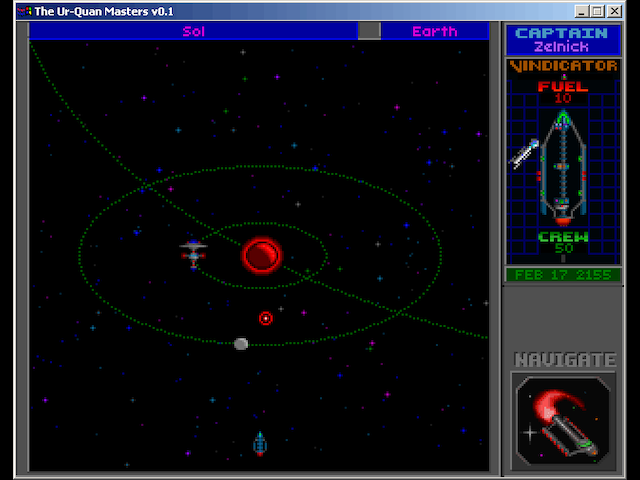 The Ur-Quan Masters v0.1
Sol
Earth
CAPTAIN
Zelnick
VINDICATOR
FUEL
10
CREW
50
FEB 17 2155
NAVIGATE